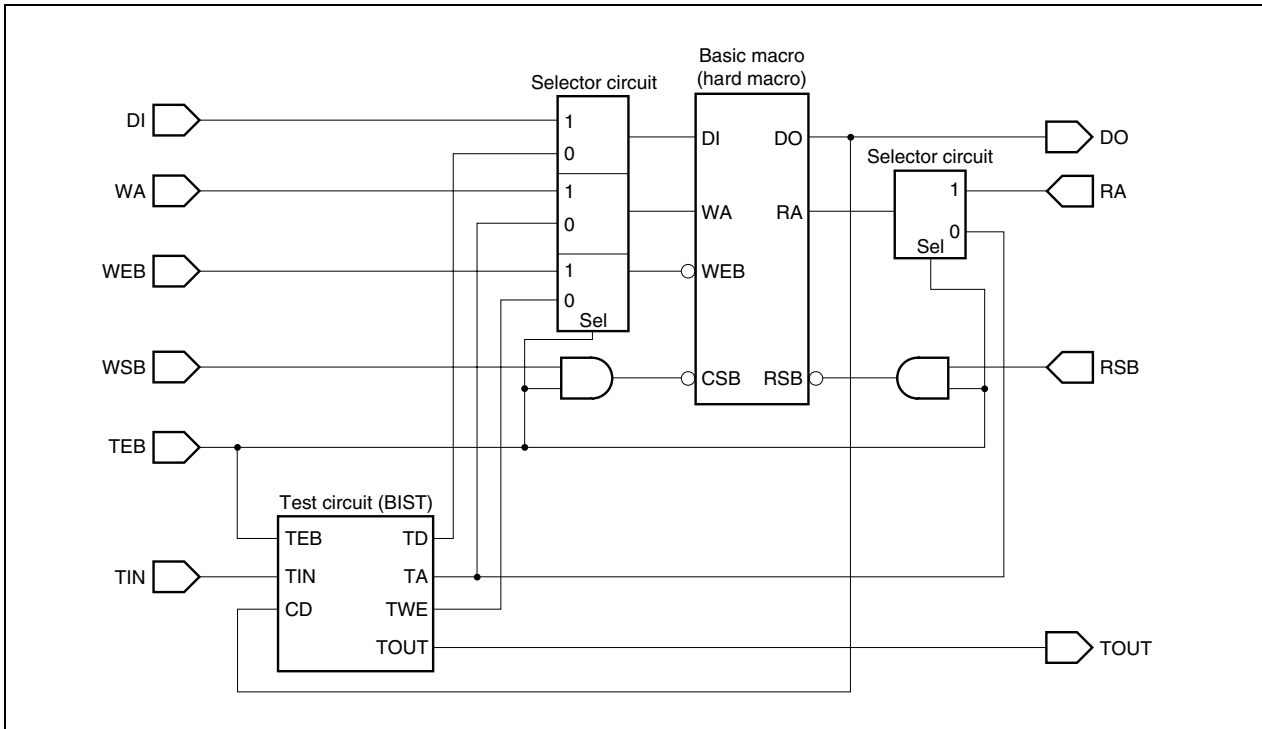 Basic macro
(hard macro)
Selector circuit
DI
1
0
DI
DO
DO
Selector circuit
WA
1
0
WA
RA
1
0
Sel
RA
WEB
1
0
Sel
WEB
WSB
CSB
RSB
RSB
TEB
Test circuit (BIST)
TEB
TD
TIN
TIN
TA
CD
TWE
TOUT
TOUT